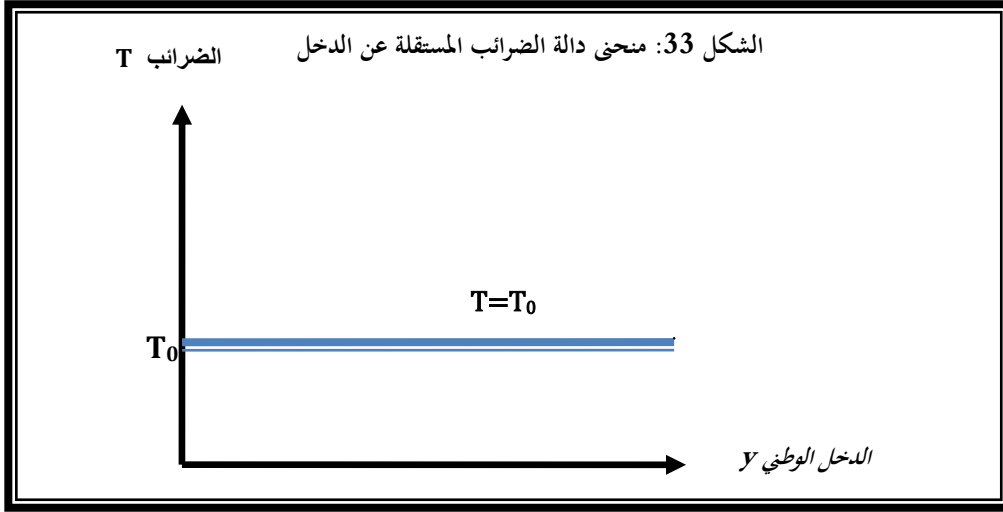 الشكل 33: منحنى دالة الضرائب المستقلة عن الدخل
الضرائب T
T=T₀
T₀
الدخل الوطني y